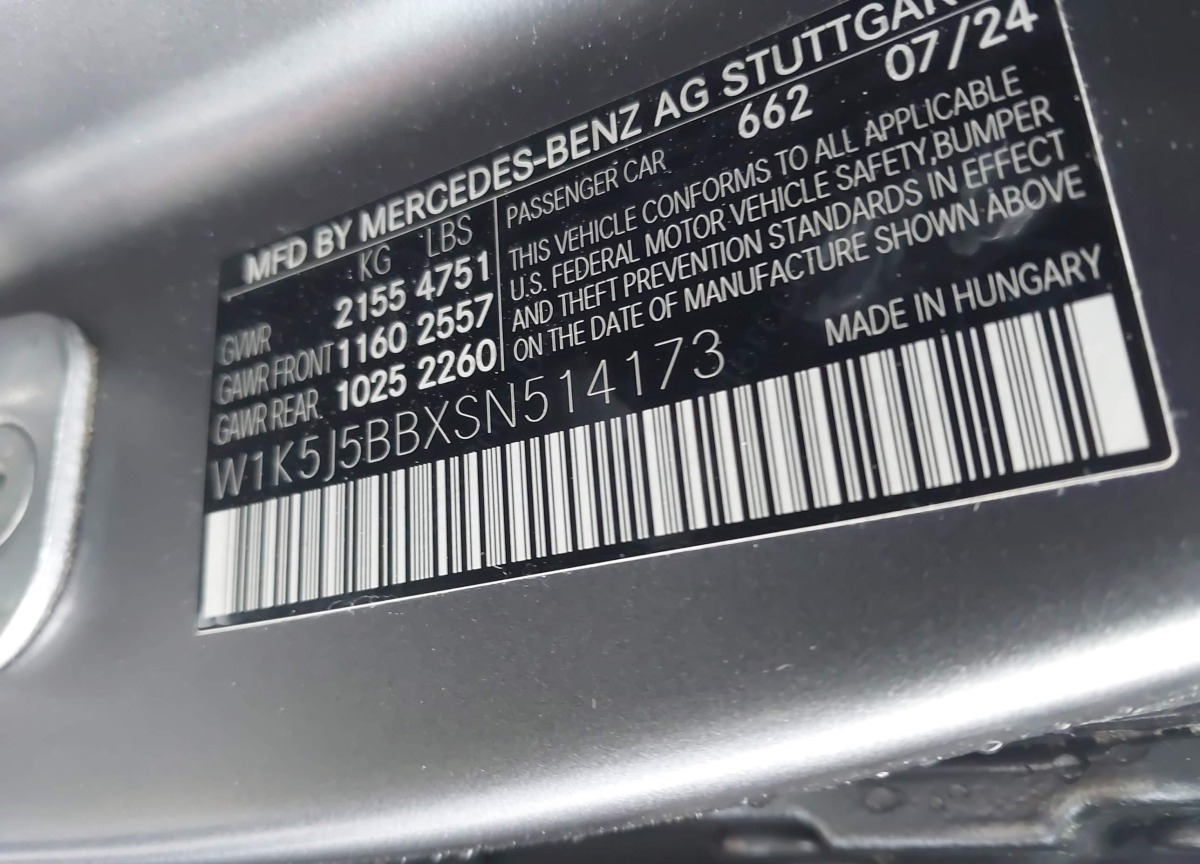 MFD BY MERCEDES-BENZ AG STUTTGAR
KG LBS
GVWR 2155 4751
GAWR FRONT 1160 2557
GAWR REAR 1025 2260
PASSENGER CAR 662 07/24
THIS VEHICLE CONFORMS TO ALL APPLICABLE
U.S. FEDERAL MOTOR VEHICLE SAFETY,BUMPER
AND THEFT PREVENTION STANDARDS IN EFFECT
ON THE DATE OF MANUFACTURE SHOWN ABOVE
W1K5J5BBXSN514173
MADE IN HUNGARY